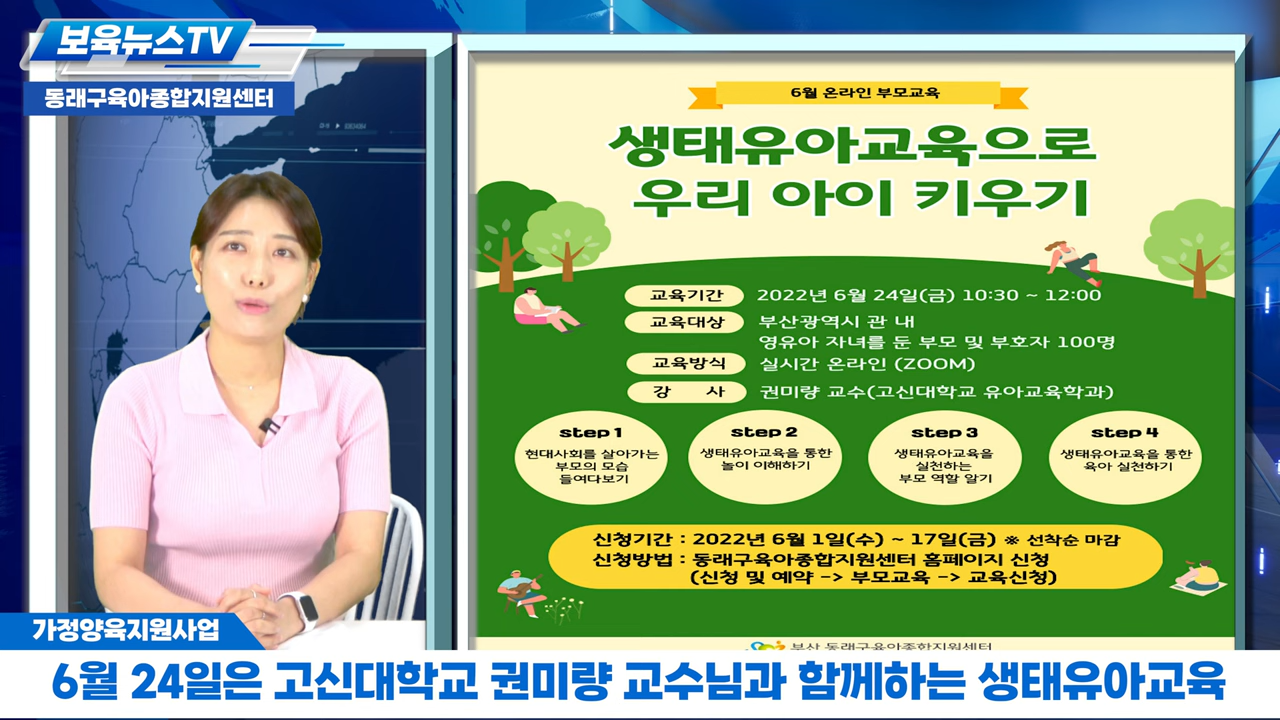 보육뉴스TV
동래구육아종합지원센터
6월 온라인 부모교육
생태유아교육으로
우리 아이 키우기
교육기간 2022년 6월 24일(금) 10:30 ~ 12:00
교육대상 부산광역시 관 내
영유아 자녀를 둔 부모 및 부호자 100명
교육방식 실시간 온라인 (ZOOM)
강 사 권미량 교수(고신대학교 유아교육학과)
step 1
현대사회를 살아가는
부모의 모습
들여다보기
step 2
생태유아교육을 통한
놀이 이해하기
step 3
생태유아교육을
실천하는
부모 역할 알기
step 4
생태유아교육을 통한
육아 실천하기
신청기간 : 2022년 6월 1일(수) ~ 17일(금) ※ 선착순 마감
신청방법 : 동래구육아종합지원센터 홈페이지 신청
(신청 및 예약 -> 부모교육 -> 교육신청)
부산 동래구육아종합지원센터
가정양육지원사업
6월 24일은 고신대학교 권미량 교수님과 함께하는 생태유아교육